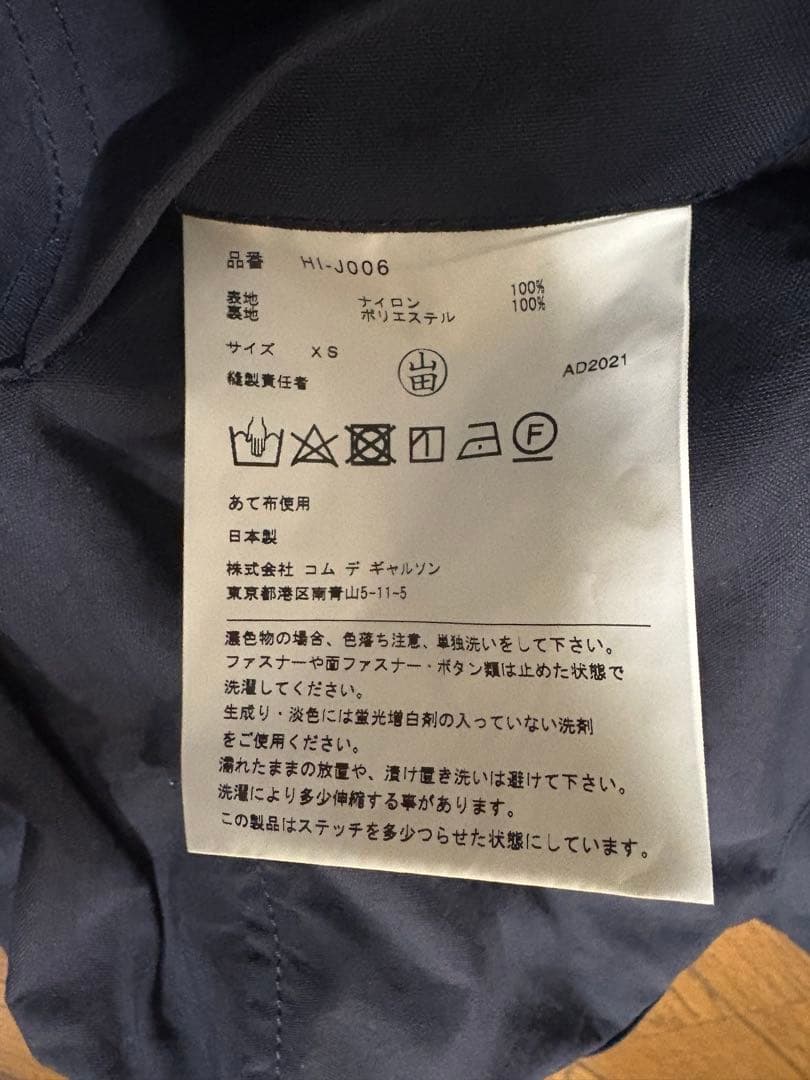 品番 HI-J006
表地 ナイロン 100%
裏地 ポリエステル 100%
サイズ XS
縫製責任者 山田 AD2021
F
あて布使用
日本製
株式会社 コム デ ギャルソン
東京都港区南青山5-11-5
濃色物の場合、色落ち注意、単独洗いをして下さい。
ファスナーや面ファスナー・ボタン類は止めた状態で
洗濯してください。
生成り・淡色には蛍光増白剤の入っていない洗剤
をご使用ください。
濡れたままの放置や、漬け置き洗いは避けて下さい。
洗濯により多少伸縮する事があります。
この製品はステッチを多少つらせた状態にしています。